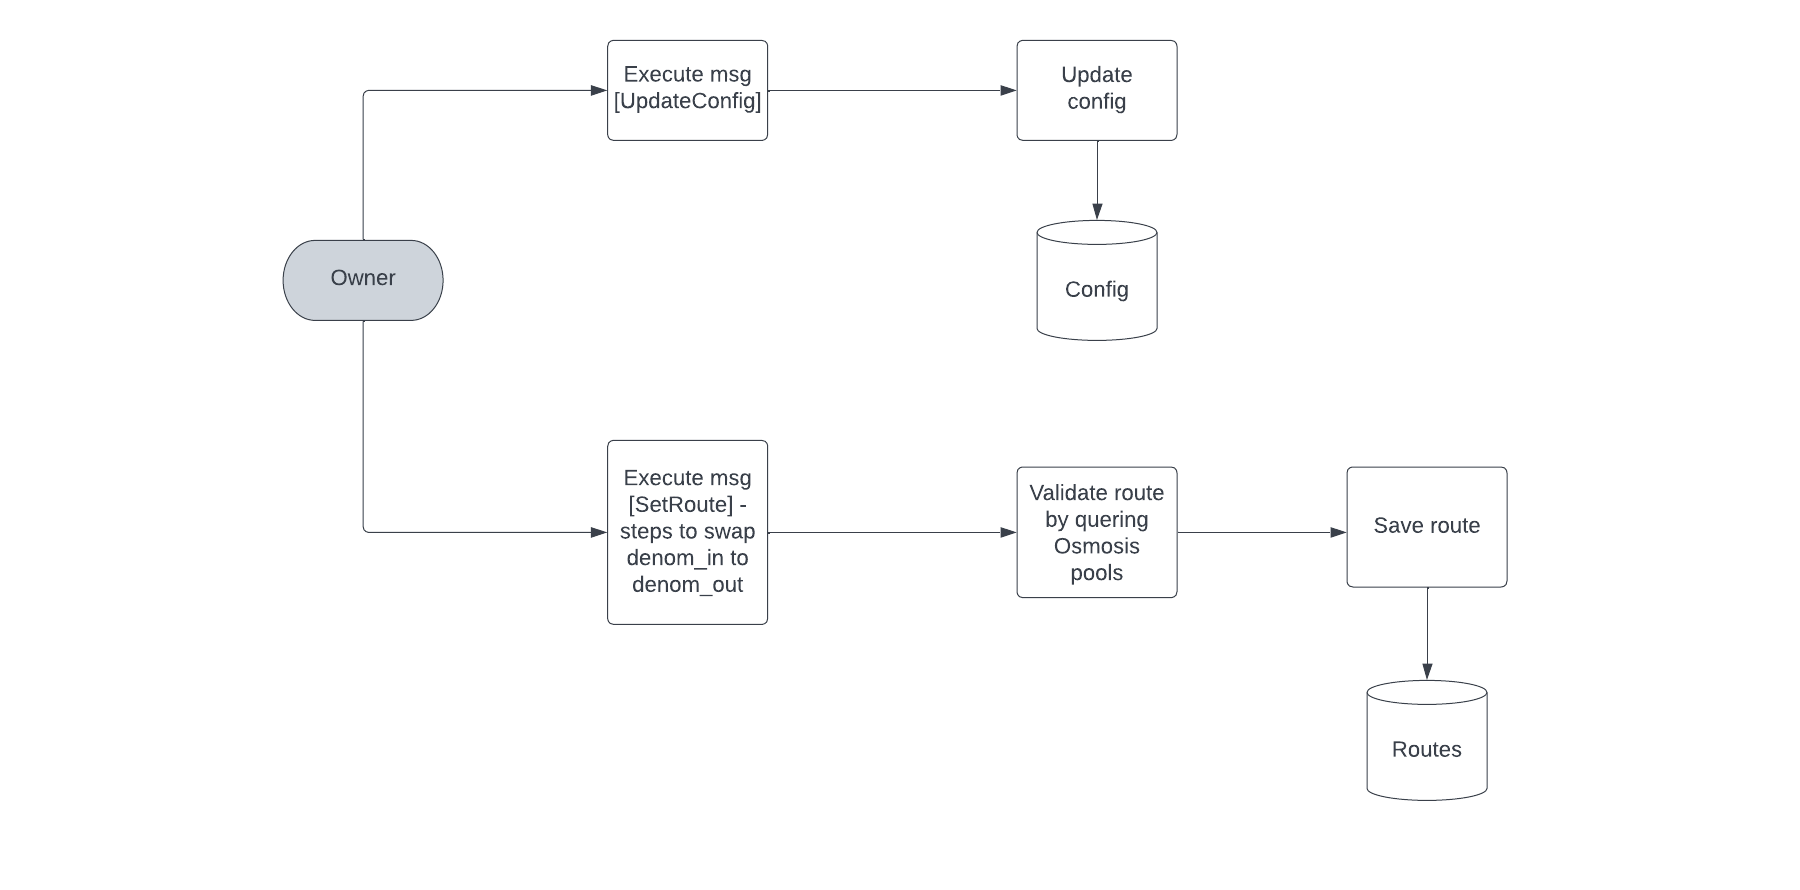 Execute msg
[UpdateConfig]
Update
config
Owner
Config
Execute msg
[SetRoute] -
steps to swap
denom_in to
denom_out
Validate route
by quering
Osmosis
pools
Save route
Routes